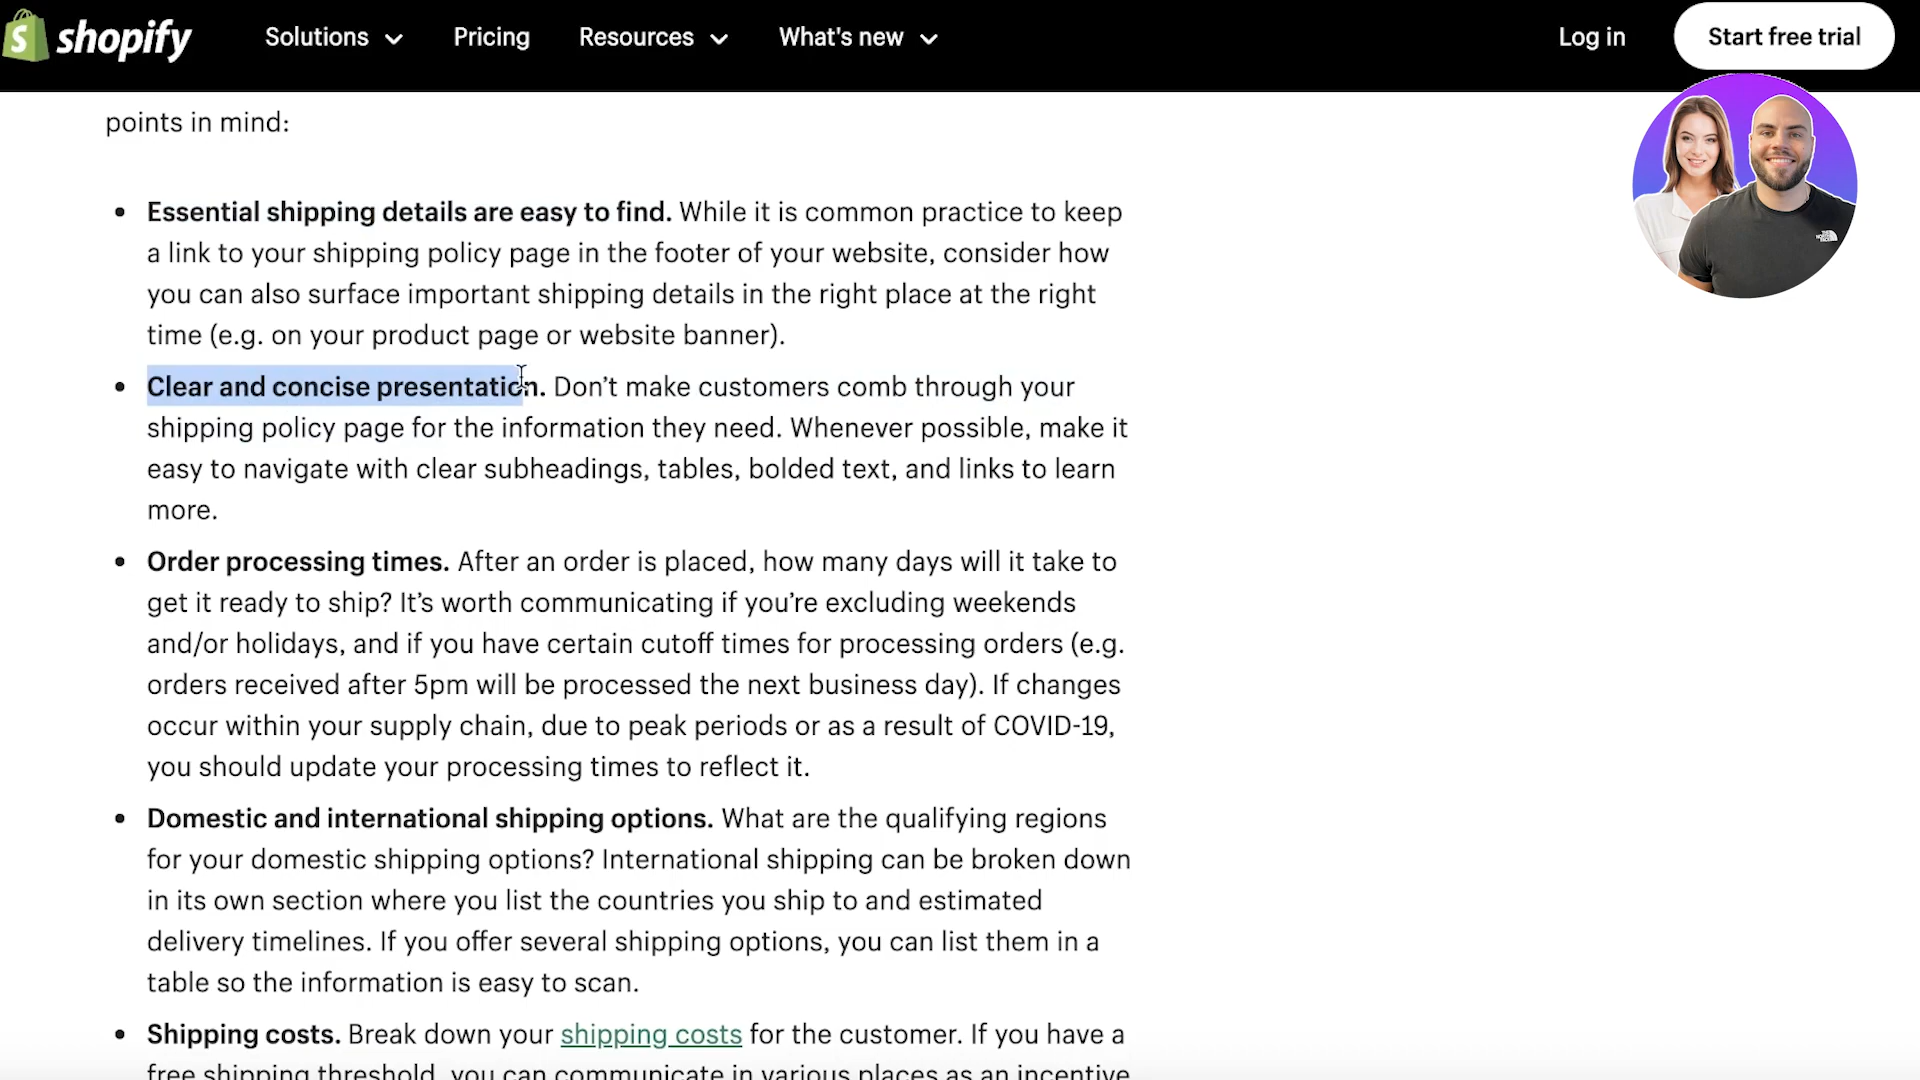 shopify Solutions Pricing Resources What's new Log in Start free trial
points in mind:
Essential shipping details are easy to find. While it is common practice to keep
a link to your shipping policy page in the footer of your website, consider how
you can also surface important shipping details in the right place at the right
time (e.g. on your product page or website banner).
Clear and concise presentation. Don’t make customers comb through your
shipping policy page for the information they need. Whenever possible, make it
easy to navigate with clear subheadings, tables, bolded text, and links to learn
more.
Order processing times. After an order is placed, how many days will it take to
get it ready to ship? It’s worth communicating if you’re excluding weekends
and/or holidays, and if you have certain cutoff times for processing orders (e.g.
orders received after 5pm will be processed the next business day). If changes
occur within your supply chain, due to peak periods or as a result of COVID-19,
you should update your processing times to reflect it.
Domestic and international shipping options. What are the qualifying regions
for your domestic shipping options? International shipping can be broken down
in its own section where you list the countries you ship to and estimated
delivery timelines. If you offer several shipping options, you can list them in a
table so the information is easy to scan.
Shipping costs. Break down your shipping costs for the customer. If you have a
free shipping threshold, you can communicate in various places as an incentive